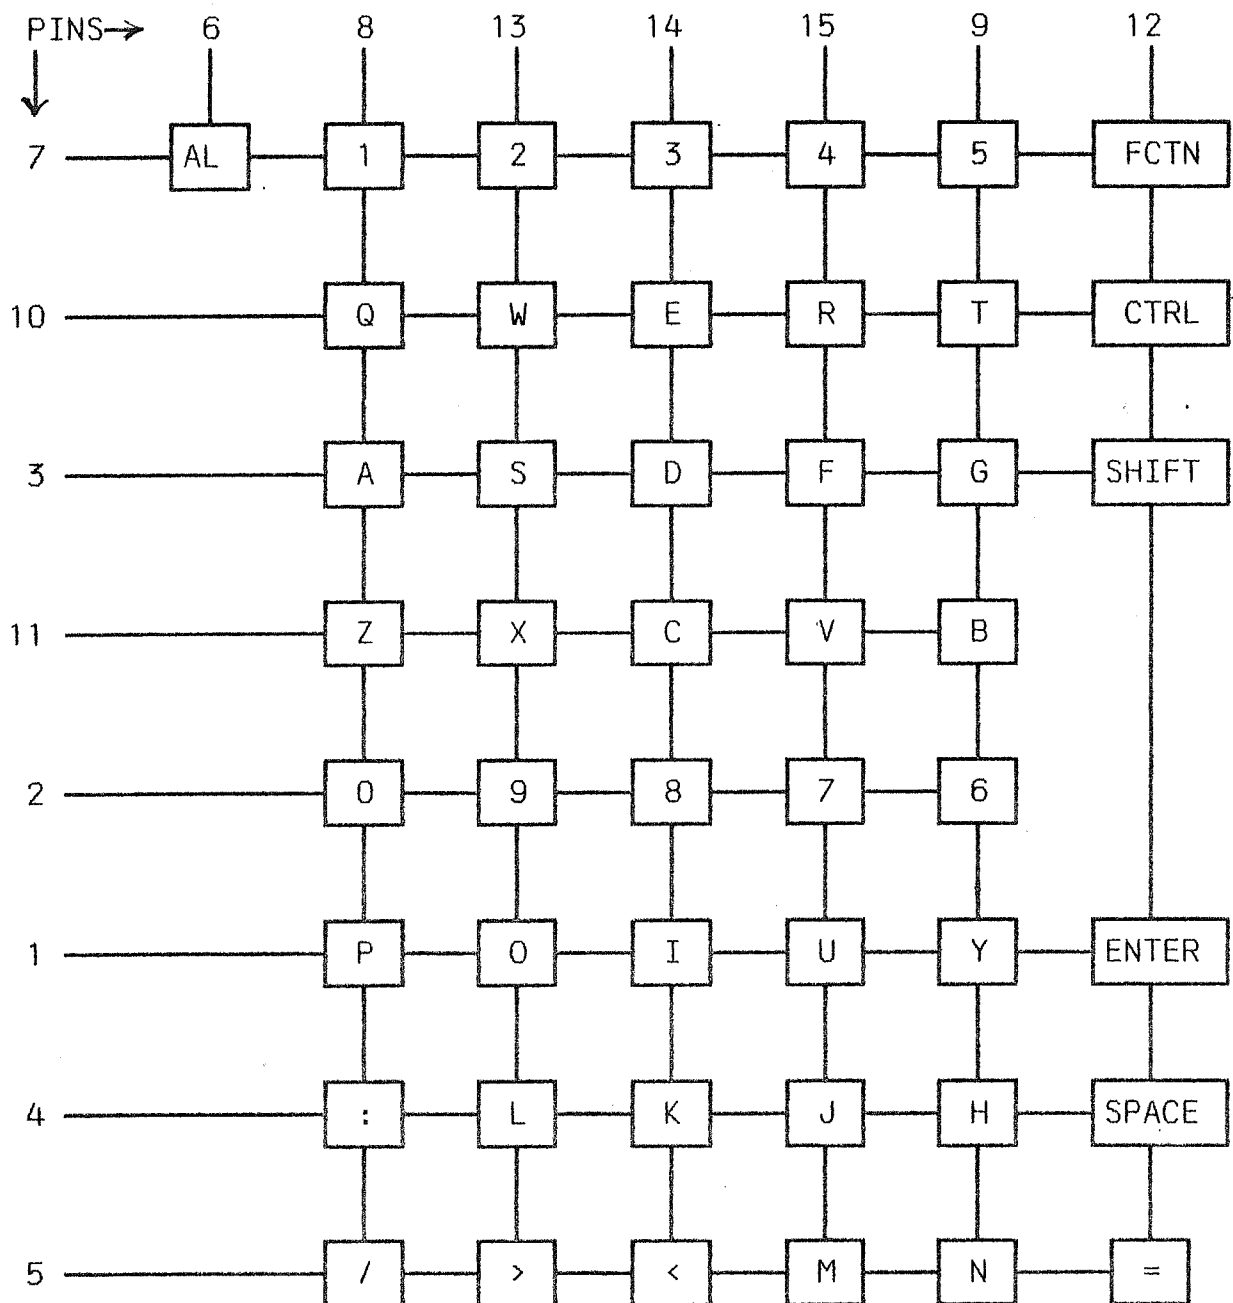 PINS→ 6 8 13 14 15 9 12
7 AL 1 2 3 4 5 FCTN
10 Q W E R T CTRL
3 A S D F G SHIFT
11 Z X C V B
2 0 9 8 7 6
1 P O I U Y ENTER
4 : L K J H SPACE
5 / > < M N =